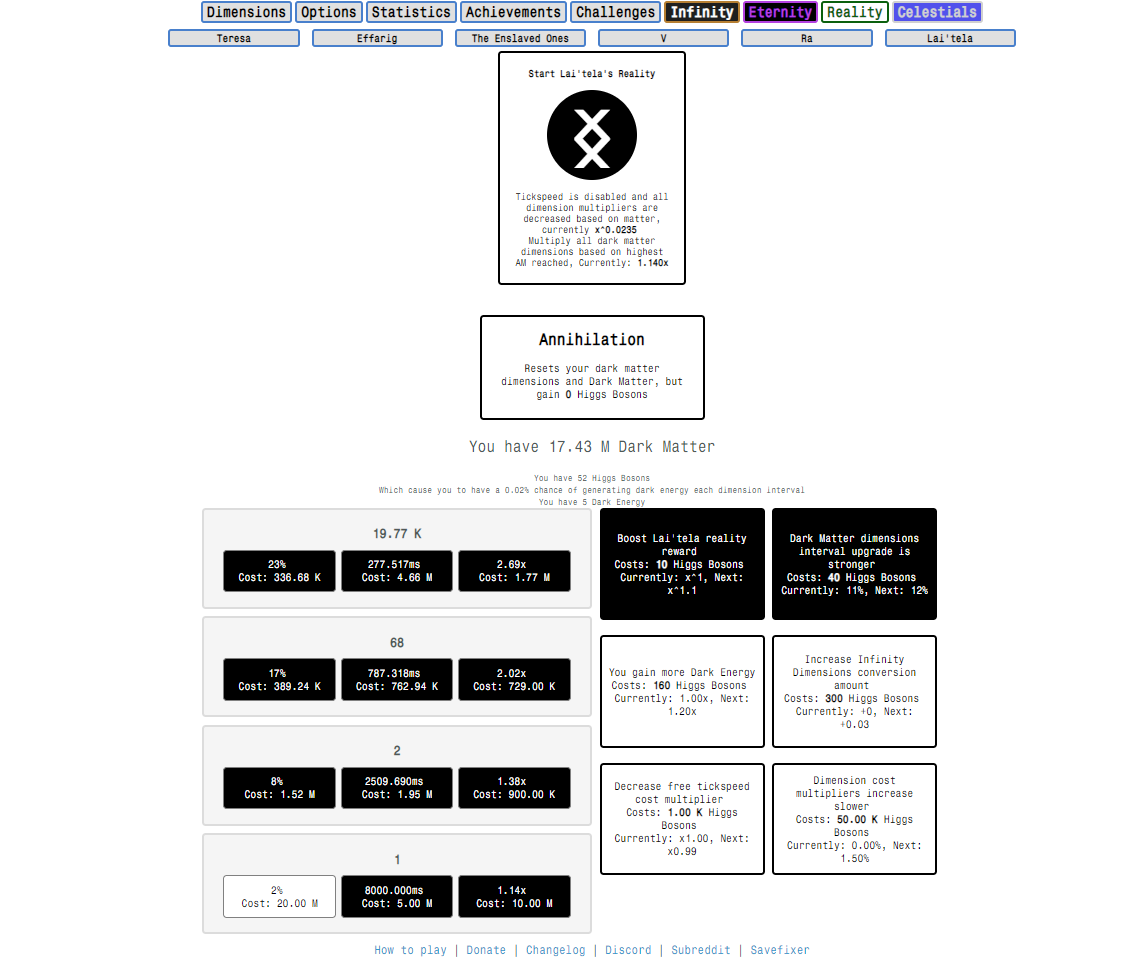 Dimensions Options Statistics Achievements Challenges Infinity Eternity Reality Celestials
Teresa Effarig The Enslaved Ones V Ra Lai'tela
Start Lai'tela's Reality
Tickspeed is disabled and all
dimension multipliers are
decreased based on matter,
currently x^0.0235
Multiply all dark matter
dimensions based on highest
AM reached, Currently: 1.140x
Annihilation
Resets your dark matter
dimensions and Dark Matter, but
gain 0 Higgs Bosons
You have 17.43 M Dark Matter
You have 52 Higgs Bosons
Which cause you to have a 0.02% chance of generating dark energy each dimension interval
You have 5 Dark Energy
19.77 K
23%
Cost: 336.68 K
277.517ms
Cost: 4.66 M
2.69x
Cost: 1.77 M
68
17%
Cost: 389.24 K
787.318ms
Cost: 762.94 K
2.02x
Cost: 729.00 K
2
8%
Cost: 1.52 M
2509.690ms
Cost: 1.95 M
1.38x
Cost: 900.00 K
1
2%
Cost: 20.00 M
8000.000ms
Cost: 5.00 M
1.14x
Cost: 10.00 M
Boost Lai'tela reality
reward
Costs: 10 Higgs Bosons
Currently: x^1, Next:
x^1.1
Dark Matter dimensions
interval upgrade is
stronger
Costs: 40 Higgs Bosons
Currently: 11%, Next: 12%
You gain more Dark Energy
Costs: 160 Higgs Bosons
Currently: 1.00x, Next:
1.20x
Increase Infinity
Dimensions conversion
amount
Costs: 300 Higgs Bosons
Currently: +0, Next:
+0.03
Decrease free tickspeed
cost multiplier
Costs: 1.00 K Higgs
Bosons
Currently: x1.00, Next:
x0.99
Dimension cost
multipliers increase
slower
Costs: 50.00 K Higgs
Bosons
Currently: 0.00%, Next:
1.50%
How to play | Donate | Changelog | Discord | Subreddit | Savefixer